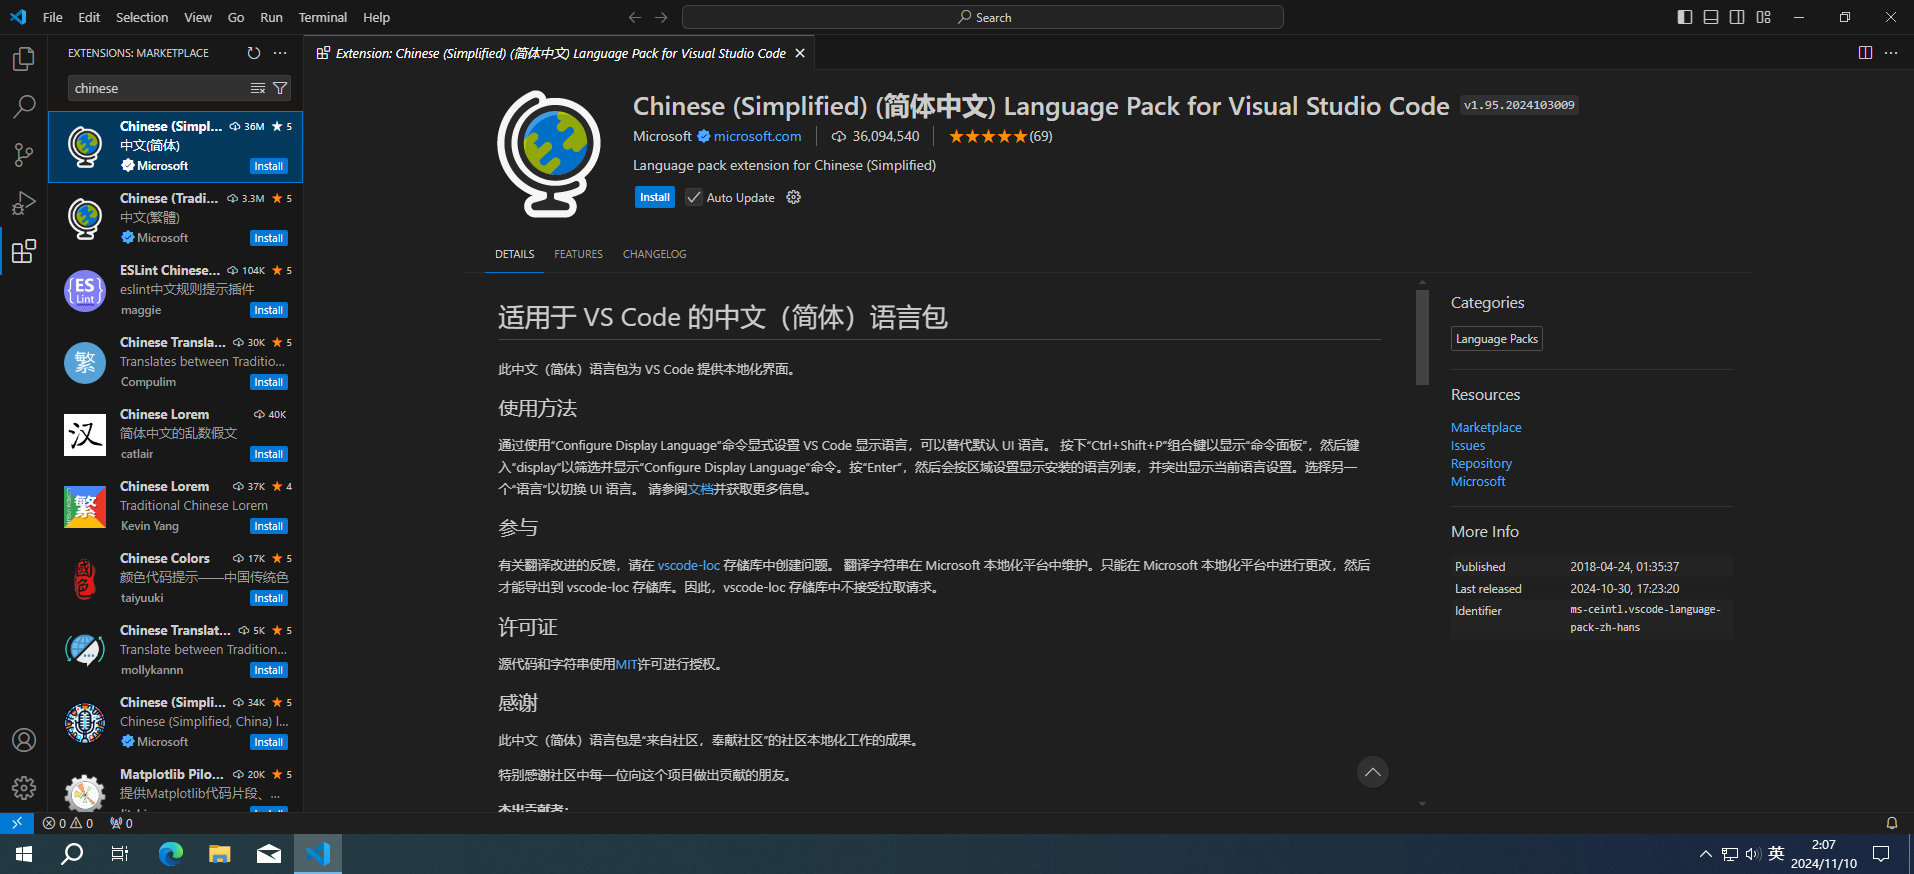 File Edit Selection View Go Run Terminal Help
Search
EXTENSIONS: MARKETPLACE
chinese
Chinese (Simpl... 36M 5
中文(简体)
Microsoft Install
Chinese (Tradi... 3.3M 5
中文(繁體)
Microsoft Install
ES
Lint
ESLint Chinese... 104K 5
eslint中文规则提示插件
maggie Install
繁
Chinese Transla... 30K 5
Translates between Traditio...
Compulim Install
汉
Chinese Lorem 40K
简体中文的乱数假文
catlair Install
繁
Chinese Lorem 37K 4
Traditional Chinese Lorem
Kevin Yang Install
國色
Chinese Colors 17K 5
颜色代码提示——中国传统色
taiyuuki Install
Chinese Translat... 5K 5
Translate between Tradition...
mollykannn Install
Chinese (Simpli... 34K 5
Chinese (Simplified, China) l...
Microsoft Install
Matplotlib Pilo... 20K 5
提供Matplotlib代码片段、...
Extension: Chinese (Simplified) (简体中文) Language Pack for Visual Studio Code
Chinese (Simplified) (简体中文) Language Pack for Visual Studio Code v1.95.2024103009
Microsoft microsoft.com 36,094,540 (69)
Language pack extension for Chinese (Simplified)
Install Auto Update
DETAILS FEATURES CHANGELOG
适用于 VS Code 的中文（简体）语言包
此中文（简体）语言包为 VS Code 提供本地化界面。
使用方法
通过使用“Configure Display Language”命令显式设置 VS Code 显示语言，可以替代默认 UI 语言。 按下“Ctrl+Shift+P”组合键以显示“命令面板”，然后键
入“display”以筛选并显示“Configure Display Language”命令。按“Enter”，然后会按区域设置显示安装的语言列表，并突出显示当前语言设置。选择另一
个“语言”以切换 UI 语言。 请参阅文档并获取更多信息。
参与
有关翻译改进的反馈，请在 vscode-loc 存储库中创建问题。 翻译字符串在 Microsoft 本地化平台中维护。只能在 Microsoft 本地化平台中进行更改，然后
才能导出到 vscode-loc 存储库。因此，vscode-loc 存储库中不接受拉取请求。
许可证
源代码和字符串使用MIT许可进行授权。
感谢
此中文（简体）语言包是“来自社区，奉献社区”的社区本地化工作的成果。
特别感谢社区中每一位向这个项目做出贡献的朋友。
杰出贡献者：
Categories
Language Packs
Resources
Marketplace
Issues
Repository
Microsoft
More Info
Published 2018-04-24, 01:35:37
Last released 2024-10-30, 17:23:20
Identifier ms-ceintl.vscode-language-
pack-zh-hans
0 0 0
英 2:07
2024/11/10